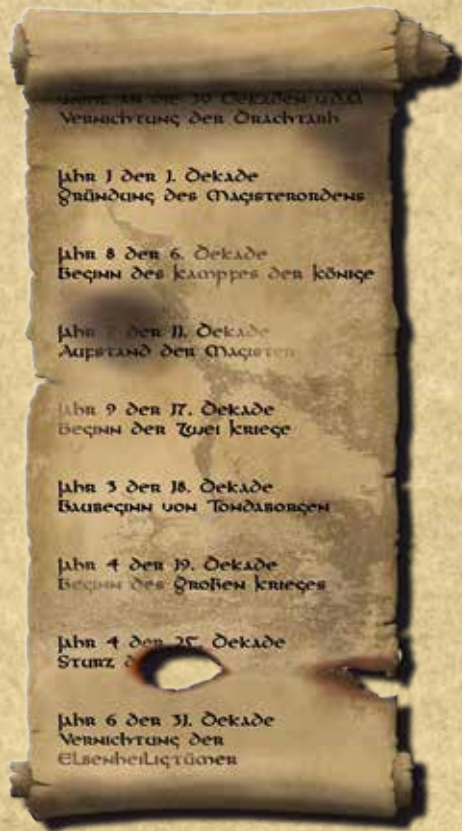 Vernichtung der Drachtarh
Jahr 1 der 1. Dekade
Gründung des Magisterordens
Jahr 8 der 6. Dekade
Beginn des Kampfes der Könige
Jahr der 11. Dekade
Aufstand der Magister
Jahr 9 der 17. Dekade
Beginn der Zwei Kriege
Jahr 3 der 18. Dekade
Baubeginn von Tondaborgen
Jahr 4 der 19. Dekade
Beginn des Großen Krieges
Jahr 4 der 25. Dekade
Sturz
Jahr 6 der 31. Dekade
Vernichtung der
Elbenheiligtümer